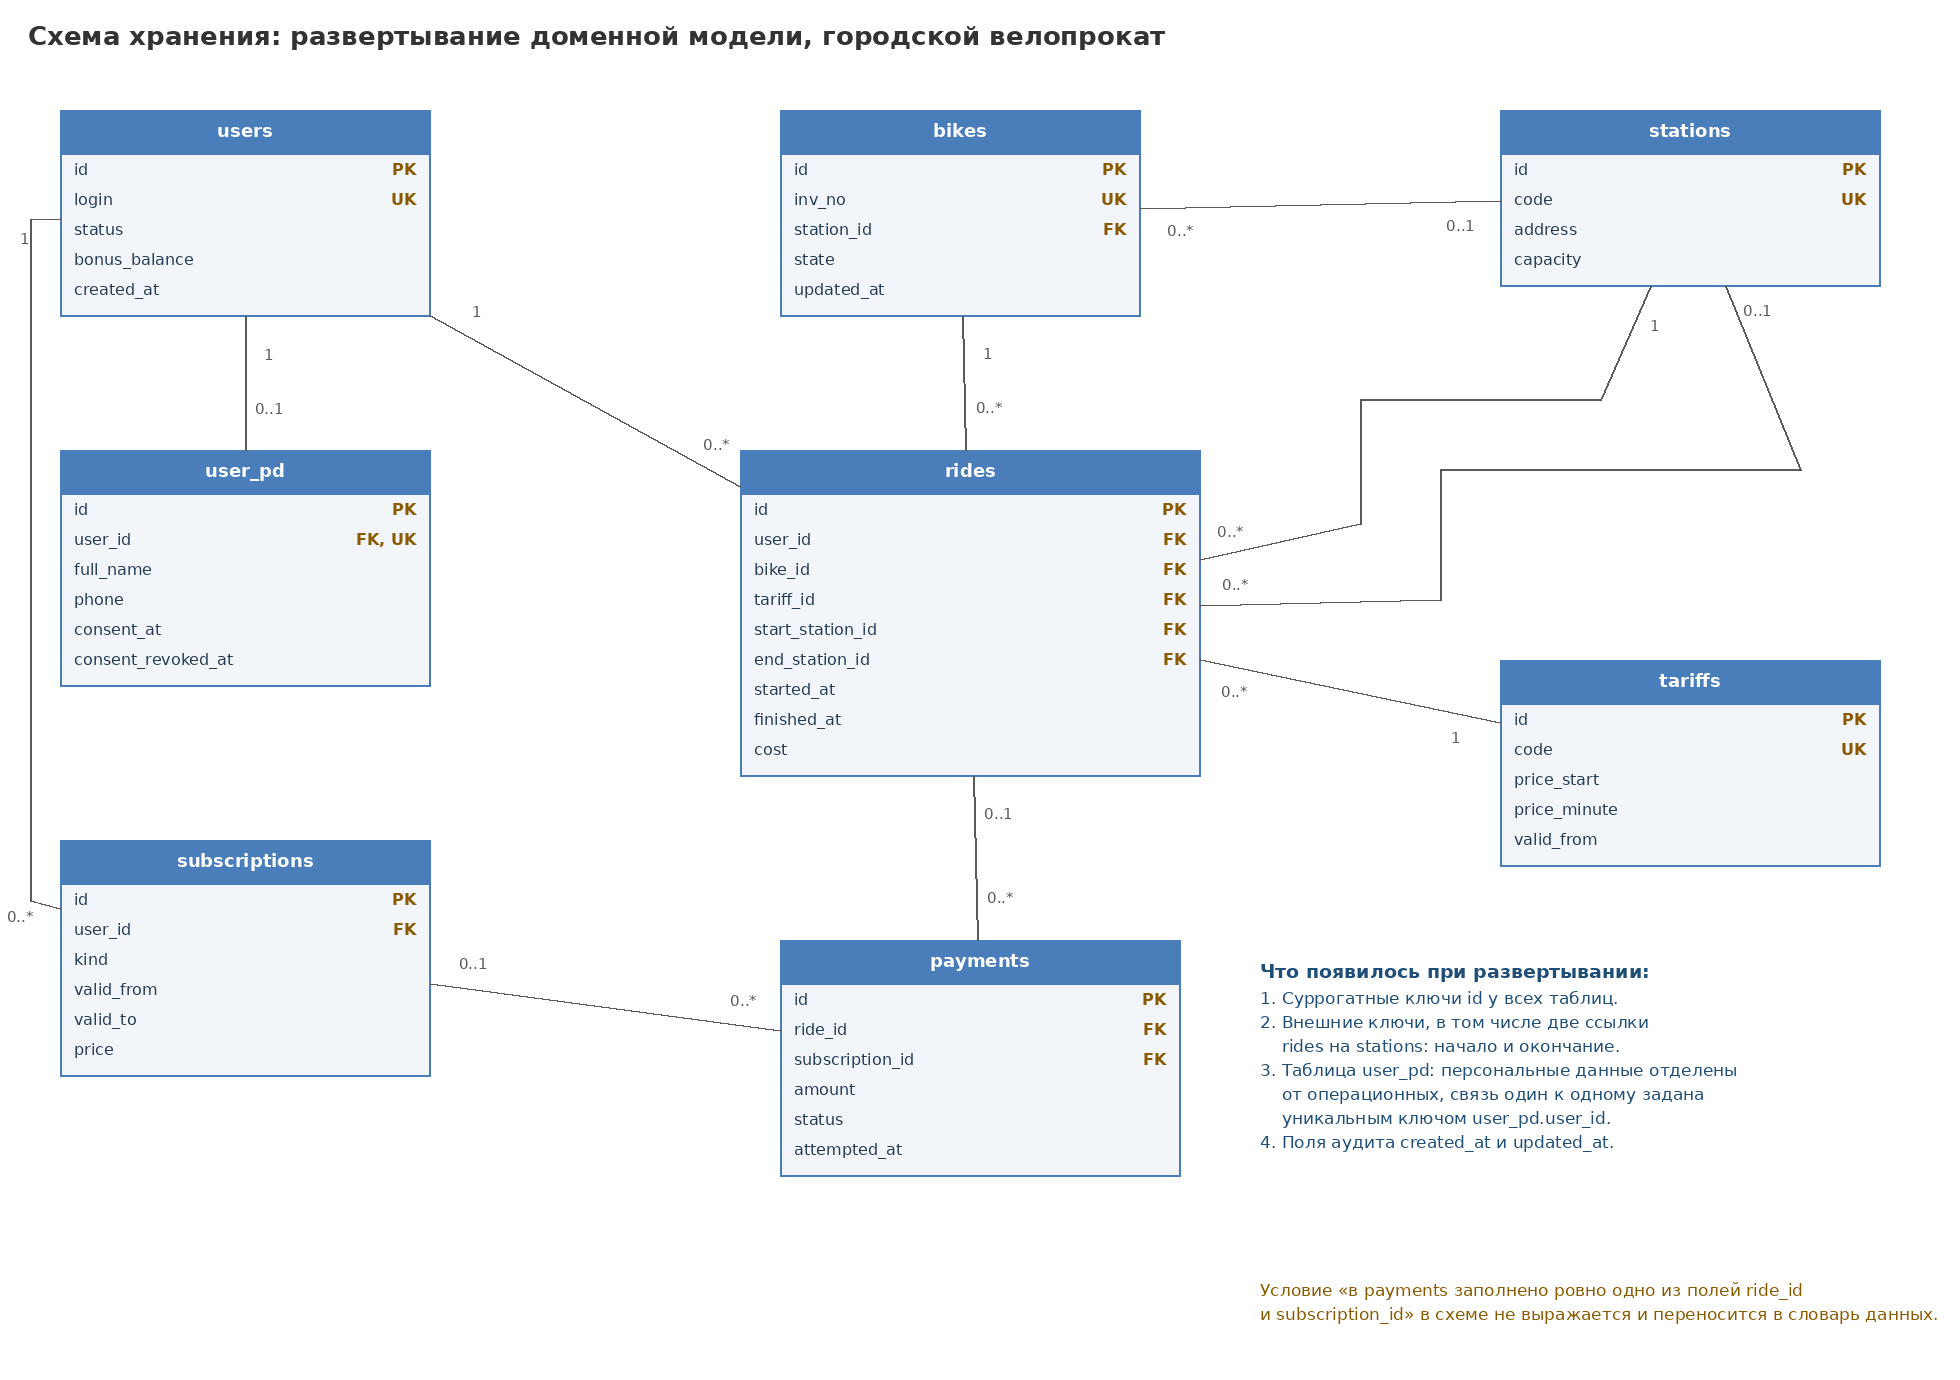 Схема хранения: развертывание доменной модели, городской велопрокат
users
id PK
login UK
status
bonus_balance
created_at
bikes
id PK
inv_no UK
station_id FK
state
updated_at
stations
id PK
code UK
address
capacity
1
0..*
0..1
1
0..1
1
0..*
1
0..*
1
0..1
0..*
0..*
user_pd
id PK
user_id FK, UK
full_name
phone
consent_at
consent_revoked_at
rides
id PK
user_id FK
bike_id FK
tariff_id FK
start_station_id FK
end_station_id FK
started_at
finished_at
cost
0..*
1
tariffs
id PK
code UK
price_start
price_minute
valid_from
0..1
0..*
0..*
subscriptions
id PK
user_id FK
kind
valid_from
valid_to
price
0..1
0..*
payments
id PK
ride_id FK
subscription_id FK
amount
status
attempted_at
Что появилось при развертывании:
1. Суррогатные ключи id у всех таблиц.
2. Внешние ключи, в том числе две ссылки
rides на stations: начало и окончание.
3. Таблица user_pd: персональные данные отделены
от операционных, связь один к одному задана
уникальным ключом user_pd.user_id.
4. Поля аудита created_at и updated_at.
Условие «в payments заполнено ровно одно из полей ride_id
и subscription_id» в схеме не выражается и переносится в словарь данных.